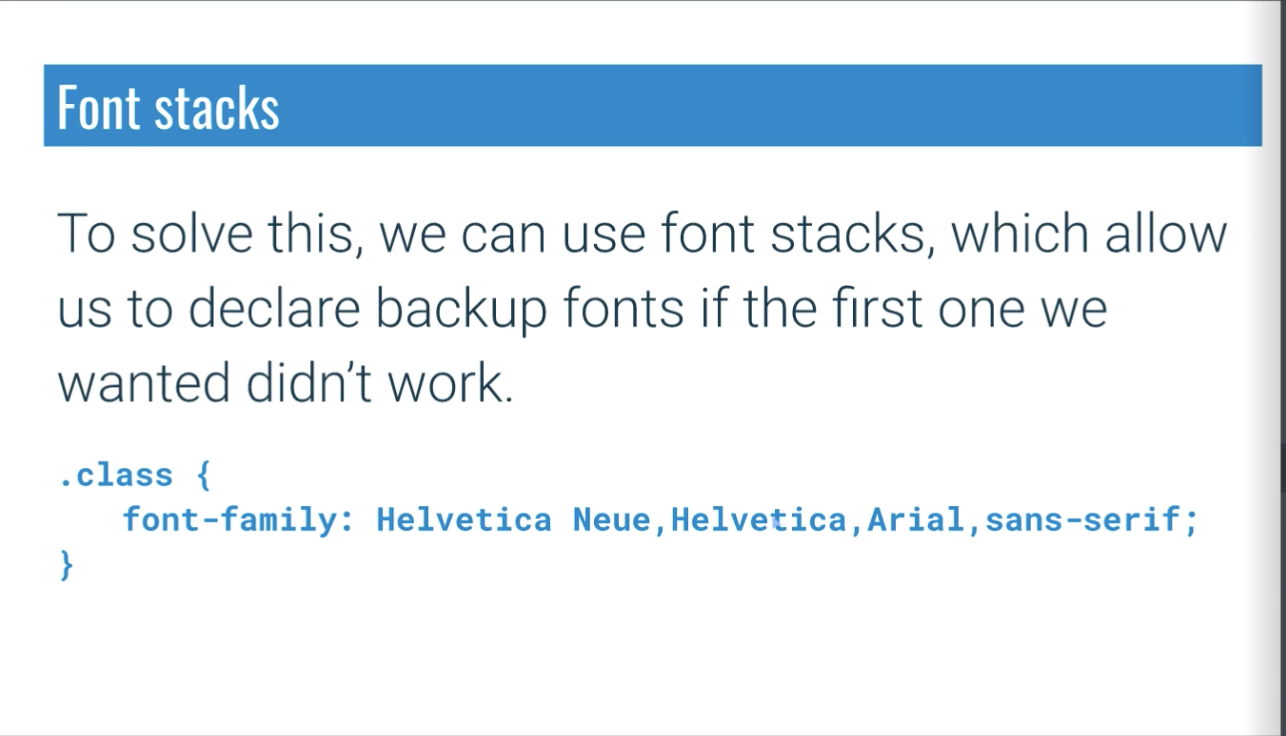 Font stacks
To solve this, we can use font stacks, which allow
us to declare backup fonts if the first one we
wanted didn’t work.
.class {
font-family: Helvetica Neue,Helvetica,Arial,sans-serif;
}